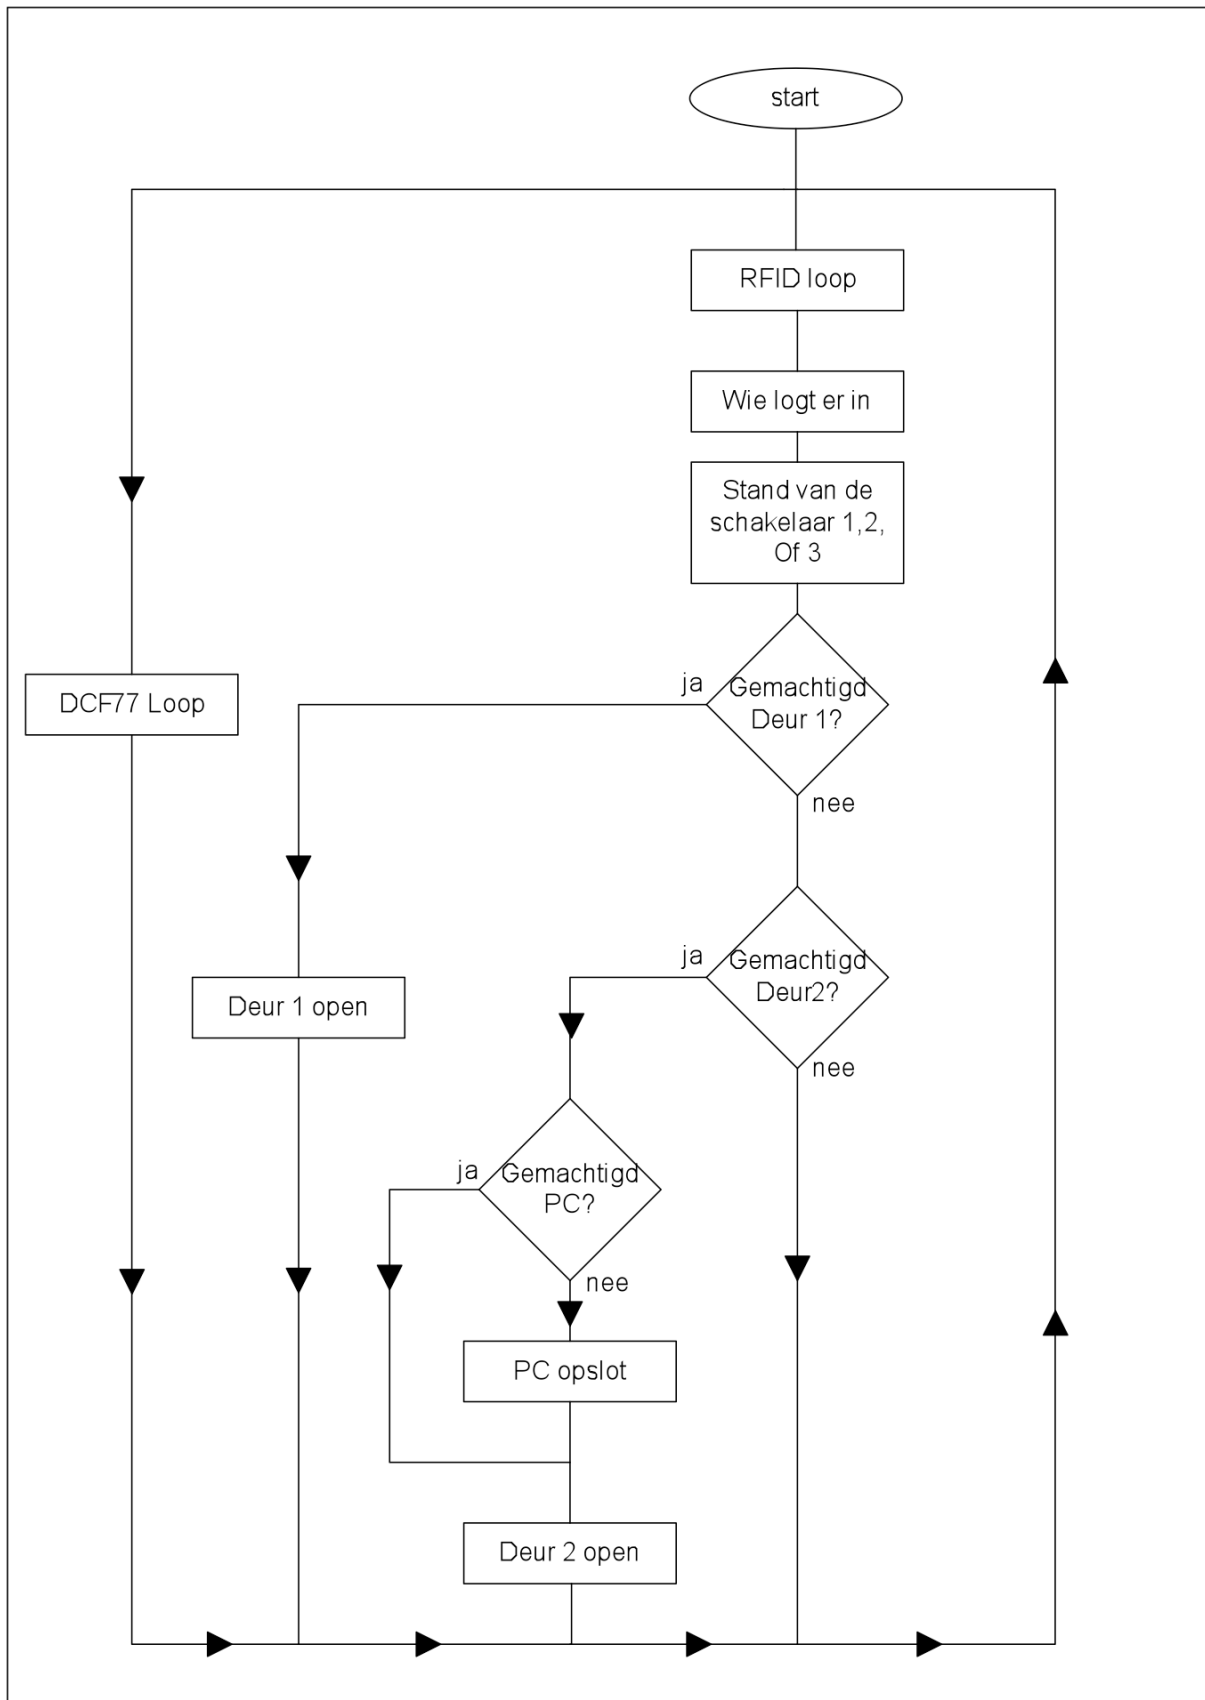 start
RFID loop
Wie logt er in
Stand van de
schakelaar 1,2,
Of 3
ja
Gemachtigd
Deur 1?
DCF77 Loop
nee
ja
Gemachtigd
Deur2?
Deur 1 open
nee
ja
Gemachtigd
PC?
nee
PC opslot
Deur 2 open